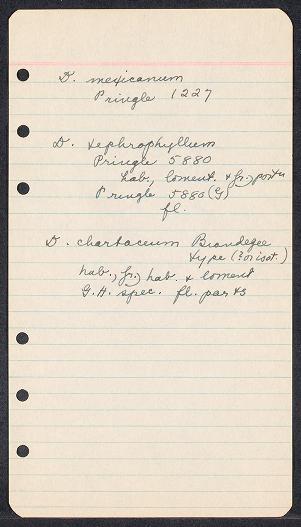 D. mexicanum
Pringle 1227
D. tephrophyllum
Pringle 5880
hab., loment. & fr.) porter
Pringle 5880 (G)
fl.
D. chartaceum Brandegee
type (? or isot.)
hab., fr.) hab. & loment
G.H. spec. fl. parts